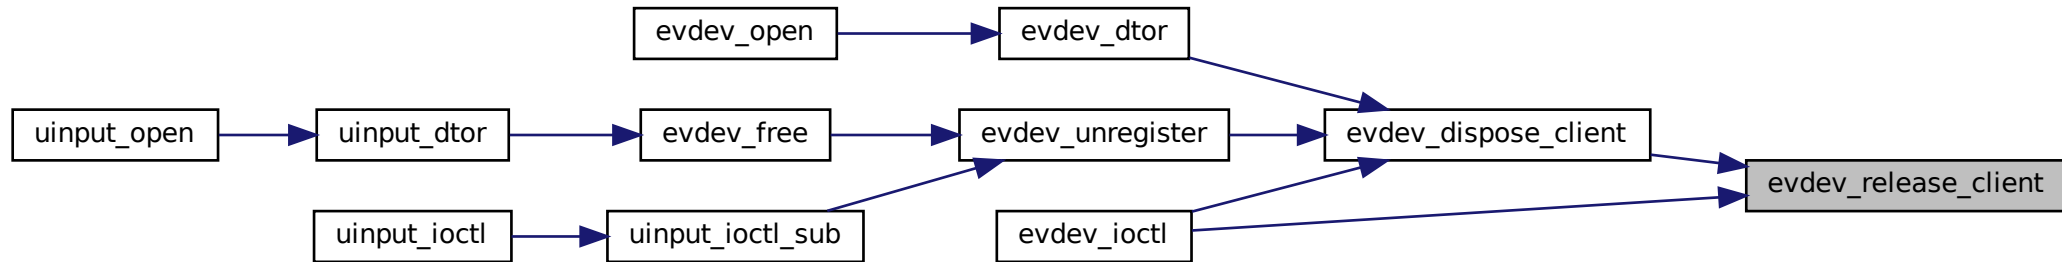 evdev_open
evdev_dtor
uinput_open
uinput_dtor
evdev_free
evdev_unregister
evdev_dispose_client
evdev_release_client
uinput_ioctl
uinput_ioctl_sub
evdev_ioctl